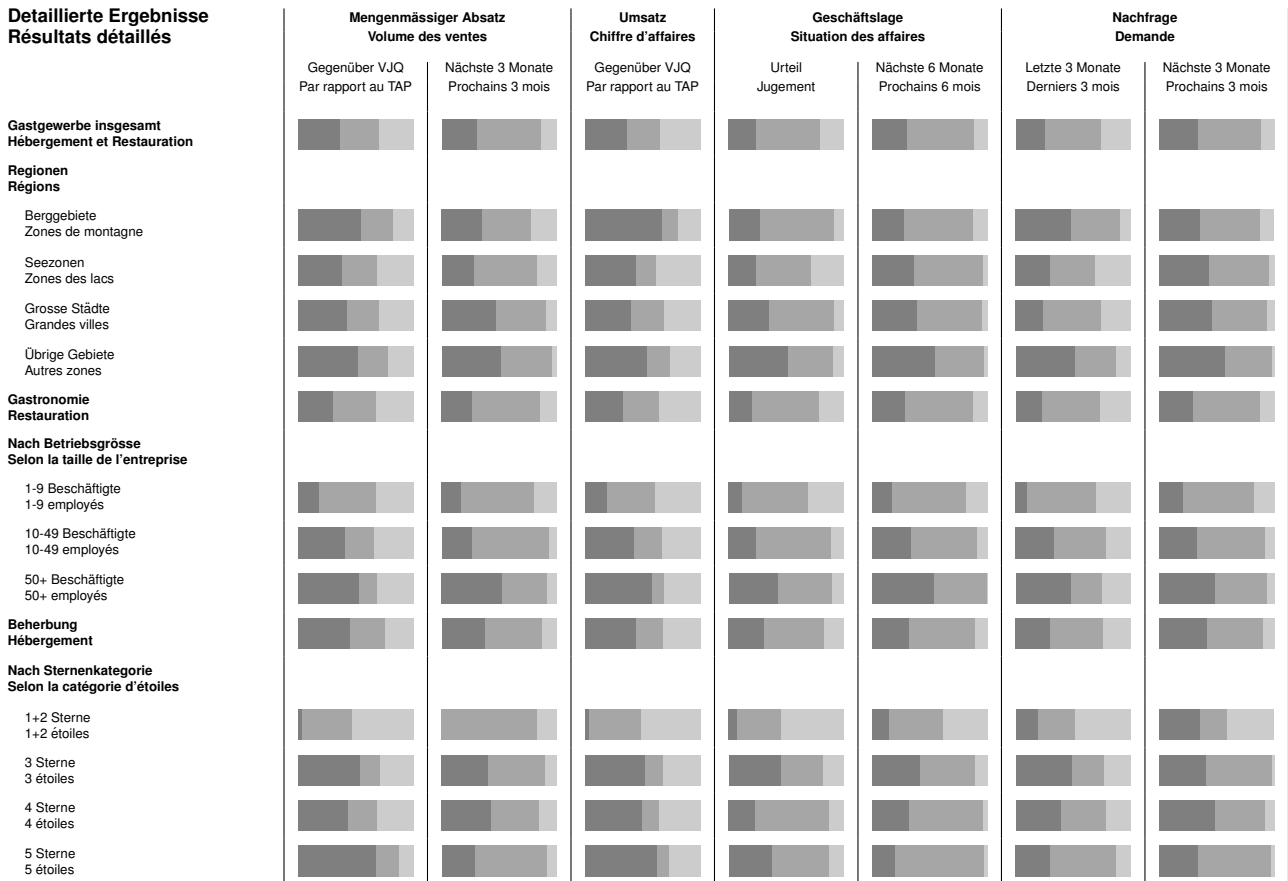 Detaillierte Ergebnisse
Résultats détaillés
Mengenmässiger Absatz
Volume des ventes
Umsatz
Chiffre d'affaires
Geschäftslage
Situation des affaires
Nachfrage
Demande
Gegenüber VJQ
Par rapport au TAP
Nächste 3 Monate
Prochains 3 mois
Gegenüber VJQ
Par rapport au TAP
Urteil
Jugement
Nächste 6 Monate
Prochains 6 mois
Letzte 3 Monate
Derniers 3 mois
Nächste 3 Monate
Prochains 3 mois
Gastgewerbe insgesamt
Hébergement et Restauration
Regionen
Régions
Berggebiete
Zones de montagne
Seezonen
Zones des lacs
Grosse Städte
Grandes villes
Übrige Gebiete
Autres zones
Gastronomie
Restauration
Nach Betriebsgrösse
Selon la taille de l'entreprise
1-9 Beschäftigte
1-9 employés
10-49 Beschäftigte
10-49 employés
50+ Beschäftigte
50+ employés
Beherbung
Hébergement
Nach Sternenkategorie
Selon la catégorie d'étoiles
1+2 Sterne
1+2 étoiles
3 Sterne
3 étoiles
4 Sterne
4 étoiles
5 Sterne
5 étoiles